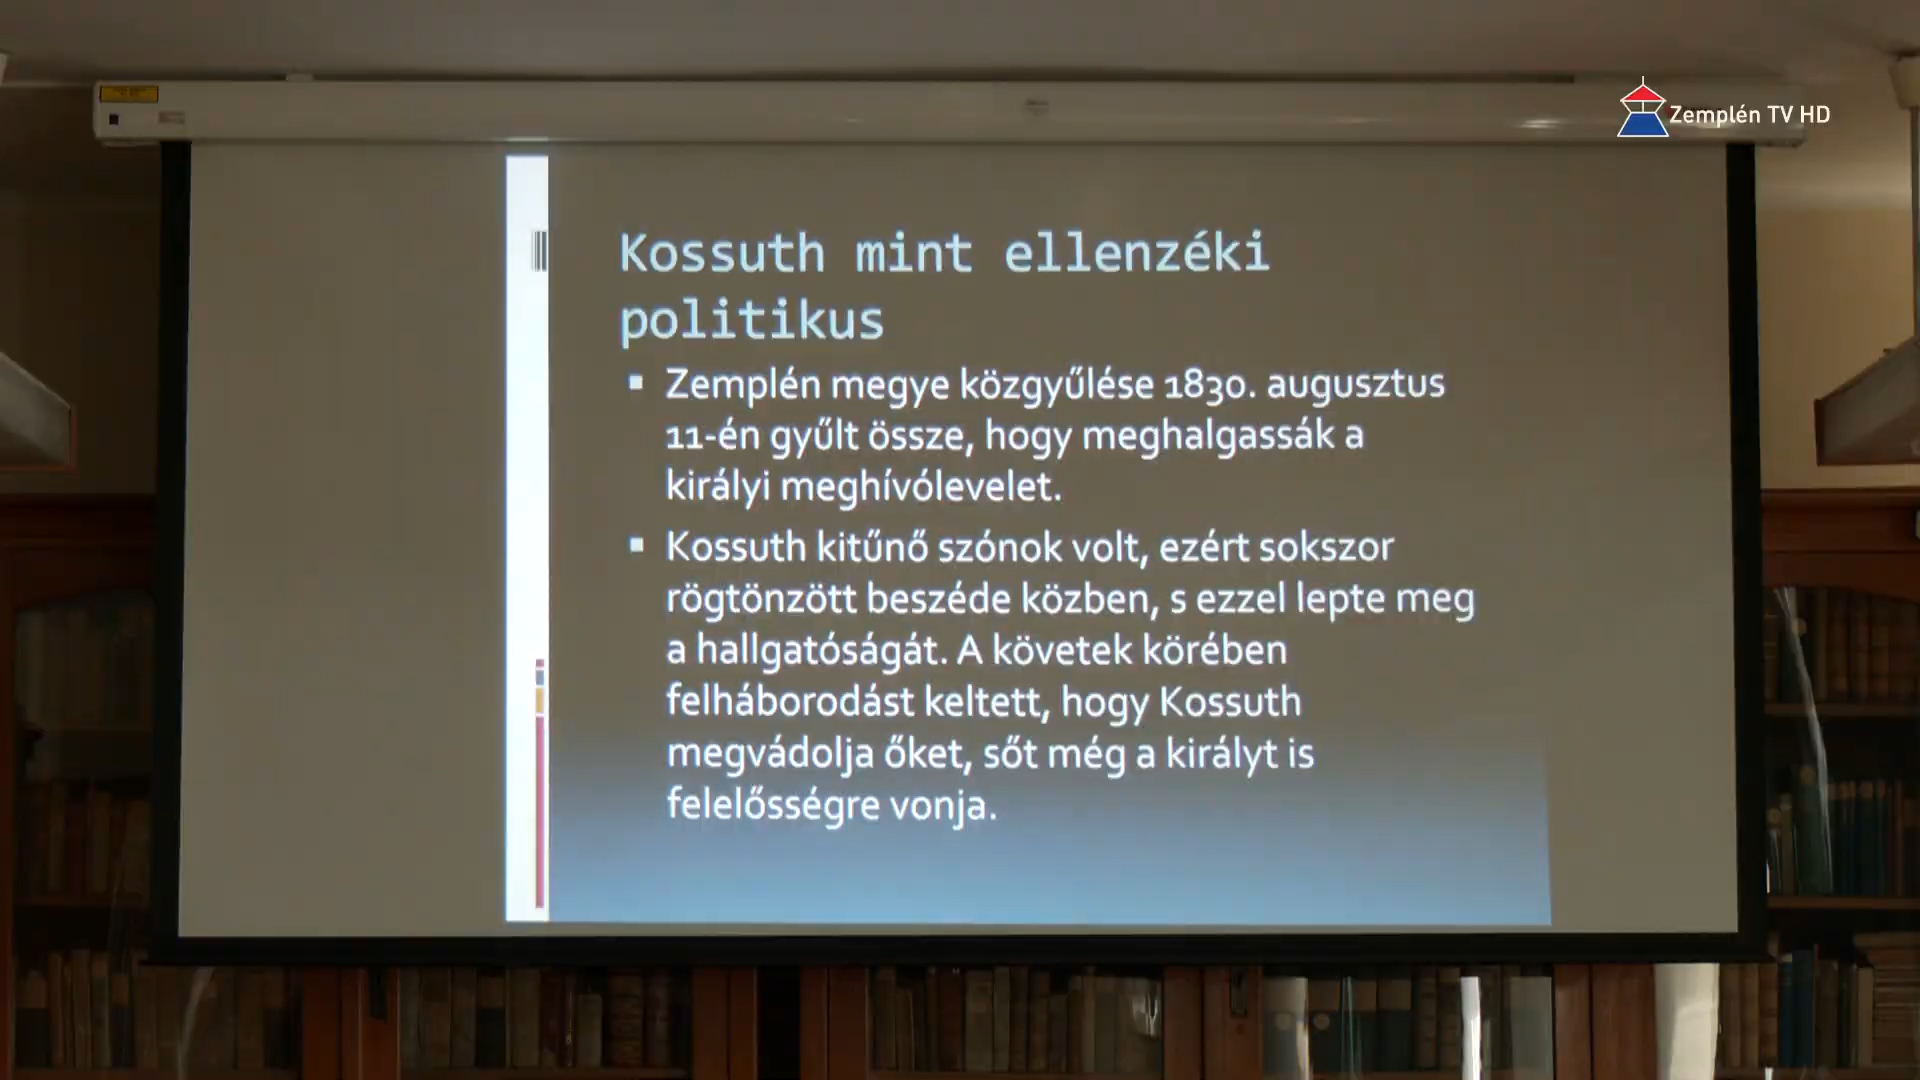 Zemplén TV HD
Kossuth mint ellenzéki
politikus
▪ Zemplén megye közgyűlése 1830. augusztus
11-én gyűlt össze, hogy meghalgassák a
királyi meghívólevelet.
▪ Kossuth kitűnő szónok volt, ezért sokszor
rögtönzött beszéde közben, s ezzel lepte meg
a hallgatóságát. A követek körében
felháborodást keltett, hogy Kossuth
megvádolja őket, sőt még a királyt is
felelősségre vonja.